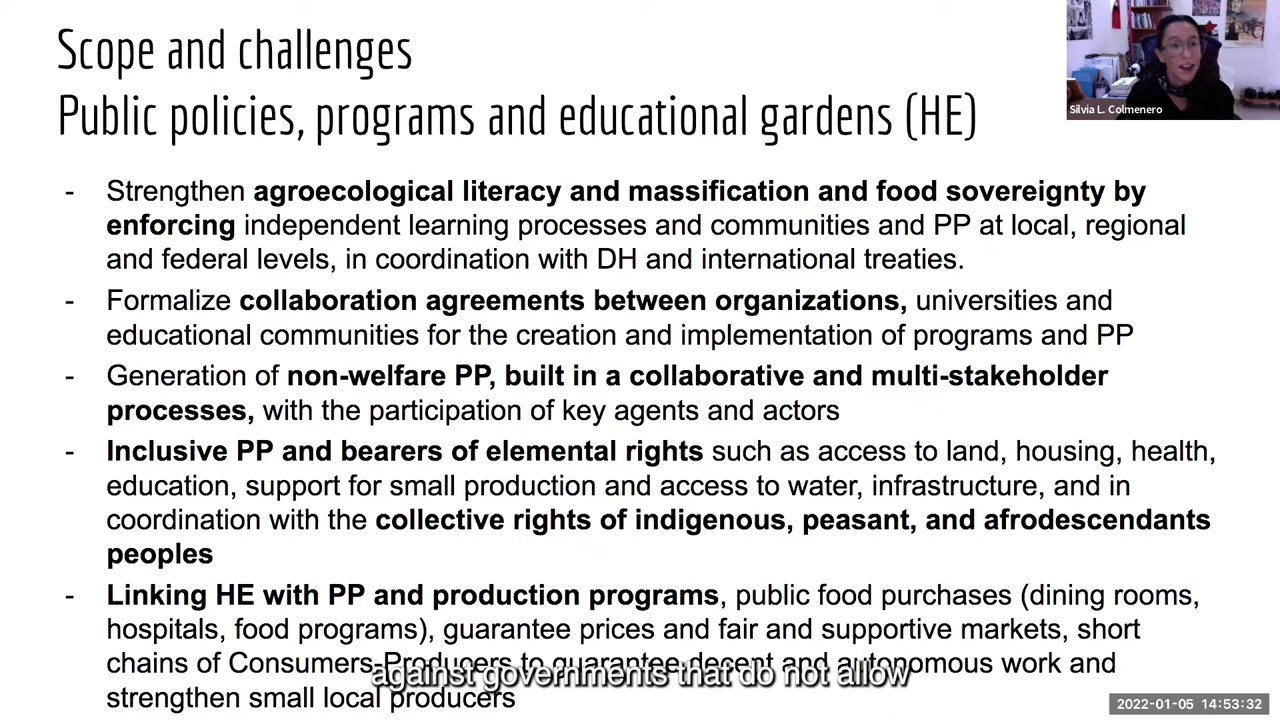 Scope and challenges
Public policies, programs and educational gardens (HE)
Silvia L. Colmenero
- Strengthen agroecological literacy and massification and food sovereignty by
enforcing independent learning processes and communities and PP at local, regional
and federal levels, in coordination with DH and international treaties.
- Formalize collaboration agreements between organizations, universities and
educational communities for the creation and implementation of programs and PP
- Generation of non-welfare PP, built in a collaborative and multi-stakeholder
processes, with the participation of key agents and actors
- Inclusive PP and bearers of elemental rights such as access to land, housing, health,
education, support for small production and access to water, infrastructure, and in
coordination with the collective rights of indigenous, peasant, and afrodescendants
peoples
- Linking HE with PP and production programs, public food purchases (dining rooms,
hospitals, food programs), guarantee prices and fair and supportive markets, short
chains of Consumers-Producers to guarantee decent and autonomous work and
against governments that do not allow
strengthen small local producers
2022-01-05 14:53:32